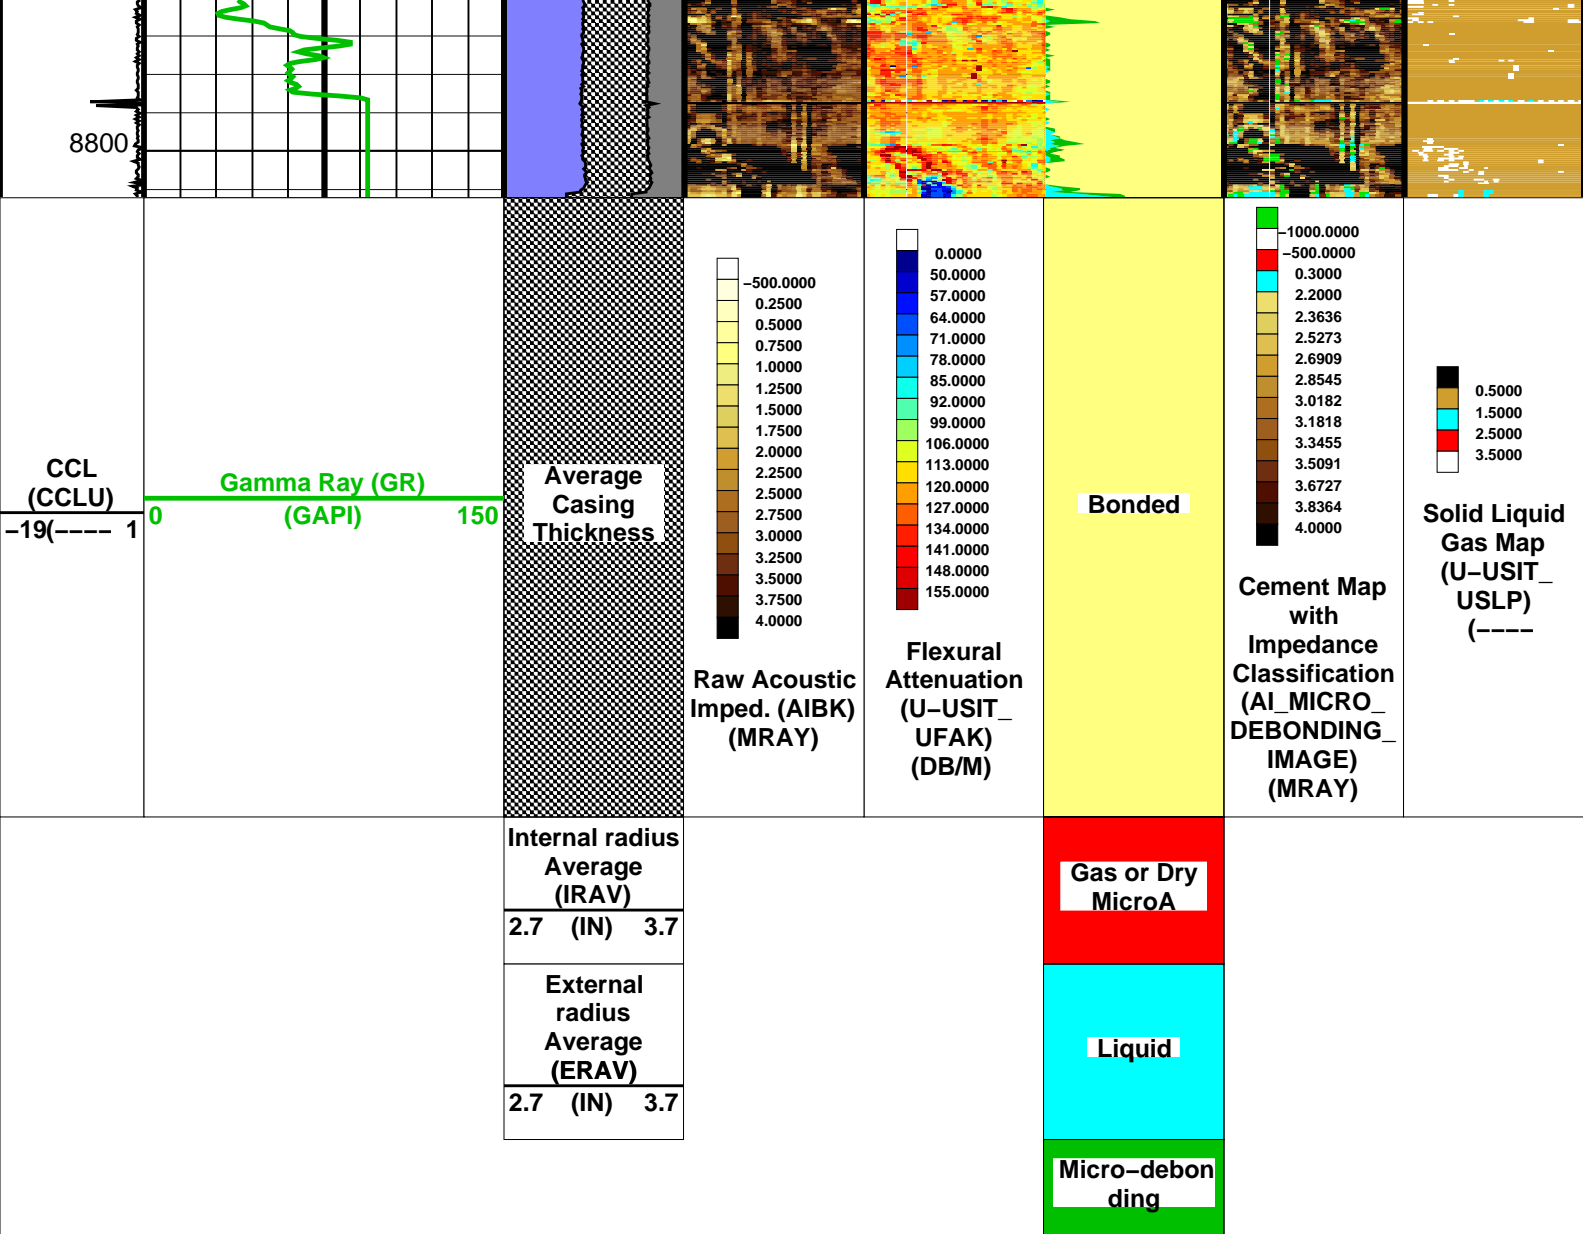 8800
CCL
(CCLU)
−19(−−−− 1
Gamma Ray (GR)
0 (GAPI) 150
Average
Casing
Thickness
−500.0000
0.2500
0.5000
0.7500
1.0000
1.2500
1.5000
1.7500
2.0000
2.2500
2.5000
2.7500
3.0000
3.2500
3.5000
3.7500
4.0000
Raw Acoustic
Imped. (AIBK)
(MRAY)
0.0000
50.0000
57.0000
64.0000
71.0000
78.0000
85.0000
92.0000
99.0000
106.0000
113.0000
120.0000
127.0000
134.0000
141.0000
148.0000
155.0000
Flexural
Attenuation
(U−USIT_
UFAK)
(DB/M)
Bonded
−1000.0000
−500.0000
0.3000
2.2000
2.3636
2.5273
2.6909
2.8545
3.0182
3.1818
3.3455
3.5091
3.6727
3.8364
4.0000
Cement Map
with
Impedance
Classification
(AI_MICRO_
DEBONDING_
IMAGE)
(MRAY)
0.5000
1.5000
2.5000
3.5000
Solid Liquid
Gas Map
(U−USIT_
USLP)
(−−−−
Internal radius
Average
(IRAV)
2.7 (IN) 3.7
External
radius
Average
(ERAV)
2.7 (IN) 3.7
Gas or Dry
MicroA
Liquid
Micro−debon
ding